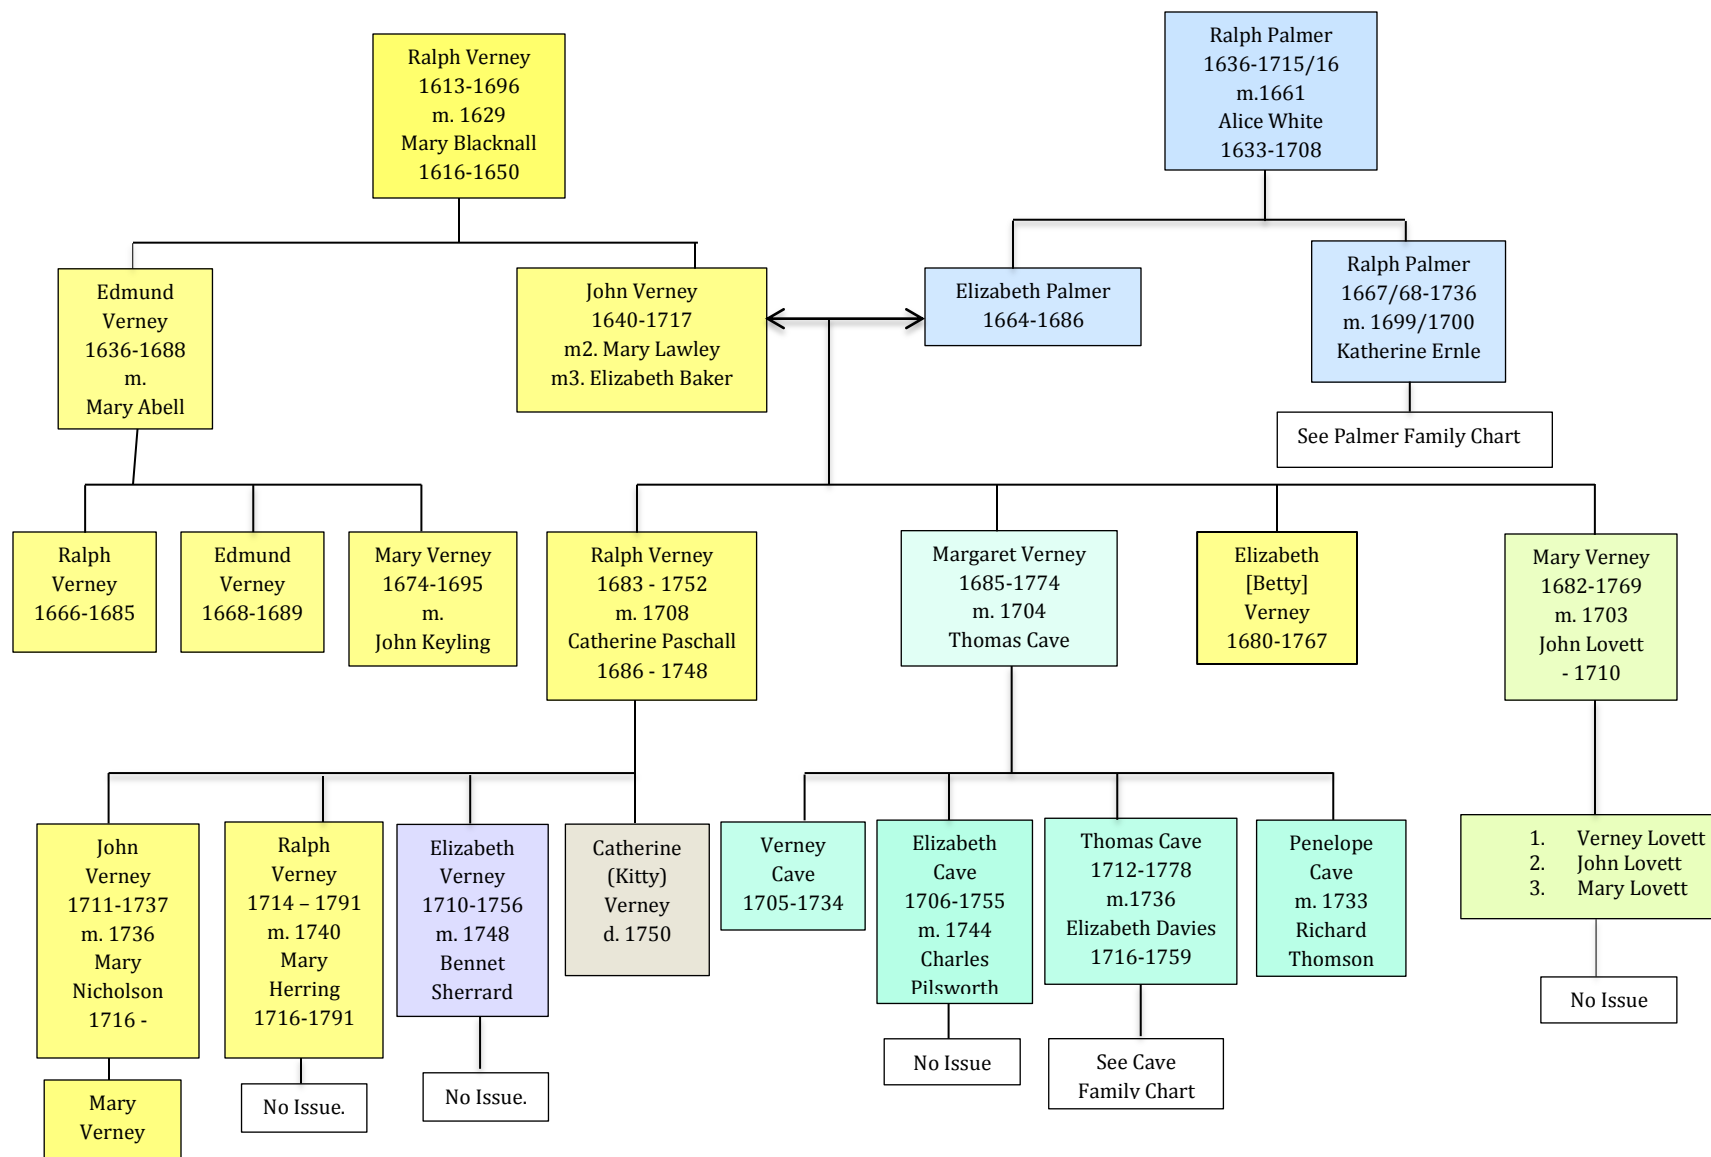 Ralph Verney
1613-1696
m. 1629
Mary Blacknall
1616-1650
Ralph Palmer
1636-1715/16
m.1661
Alice White
1633-1708
Edmund
Verney
1636-1688
m.
Mary Abell
John Verney
1640-1717
m2. Mary Lawley
m3. Elizabeth Baker
Elizabeth Palmer
1664-1686
Ralph Palmer
1667/68-1736
m. 1699/1700
Katherine Ernle
See Palmer Family Chart
Ralph
Verney
1666-1685
Edmund
Verney
1668-1689
Mary Verney
1674-1695
m.
John Keyling
Ralph Verney
1683 - 1752
m. 1708
Catherine Paschall
1686 - 1748
Margaret Verney
1685-1774
m. 1704
Thomas Cave
Elizabeth
[Betty]
Verney
1680-1767
Mary Verney
1682-1769
m. 1703
John Lovett
- 1710
John
Verney
1711-1737
m. 1736
Mary
Nicholson
1716 -
Ralph
Verney
1714 – 1791
m. 1740
Mary
Herring
1716-1791
Elizabeth
Verney
1710-1756
m. 1748
Bennet
Sherrard
Catherine
(Kitty)
Verney
d. 1750
Verney
Cave
1705-1734
Elizabeth
Cave
1706-1755
m. 1744
Charles
Pilsworth
Thomas Cave
1712-1778
m.1736
Elizabeth Davies
1716-1759
Penelope
Cave
m. 1733
Richard
Thomson
1. Verney Lovett
2. John Lovett
3. Mary Lovett
Mary
Verney
No Issue.
No Issue.
No Issue
See Cave
Family Chart
No Issue